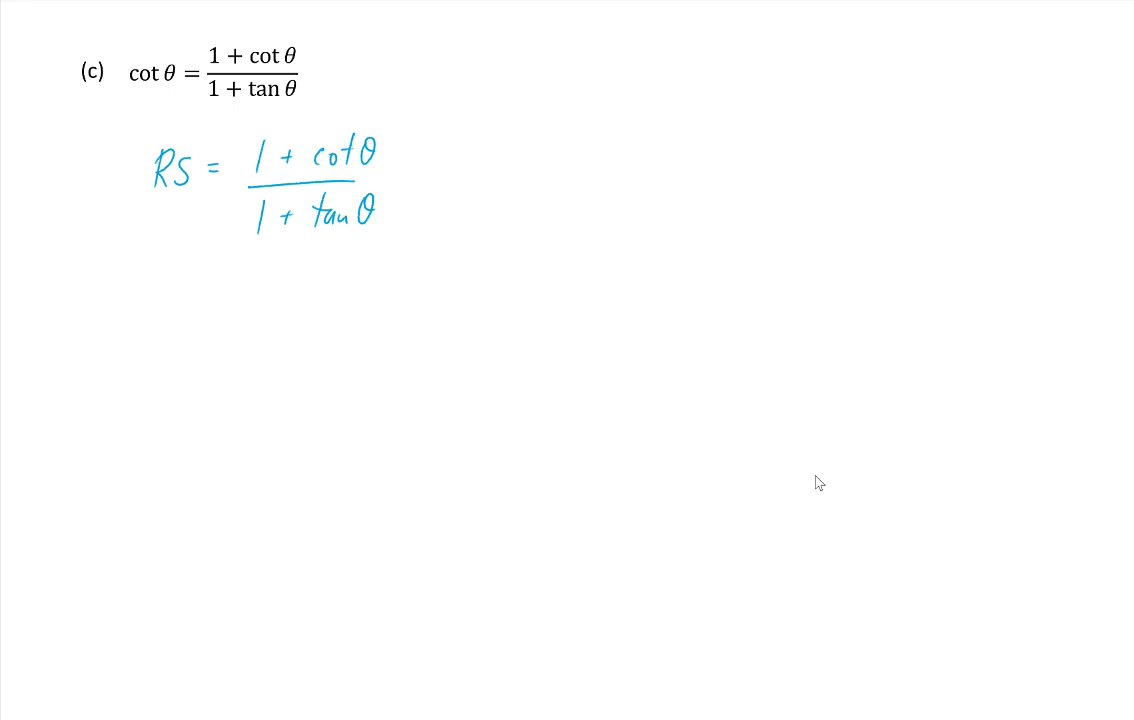 (c) cot θ = (1 + cot θ)/(1 + tan θ)
RS = (1 + cot θ)/(1 + tan θ)